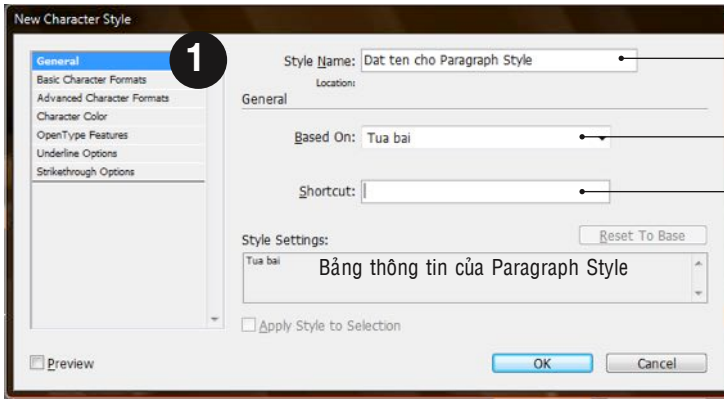 New Character Style
1
General
Basic Character Formats
Advanced Character Formats
Character Color
OpenType Features
Underline Options
Strikethrough Options
Style Name: Dat ten cho Paragraph Style
Location:
General
Based On: Tua bai
Shortcut:
Style Settings:
Reset To Base
Tua bai
Bảng thông tin của Paragraph Style
Apply Style to Selection
Preview
OK
Cancel